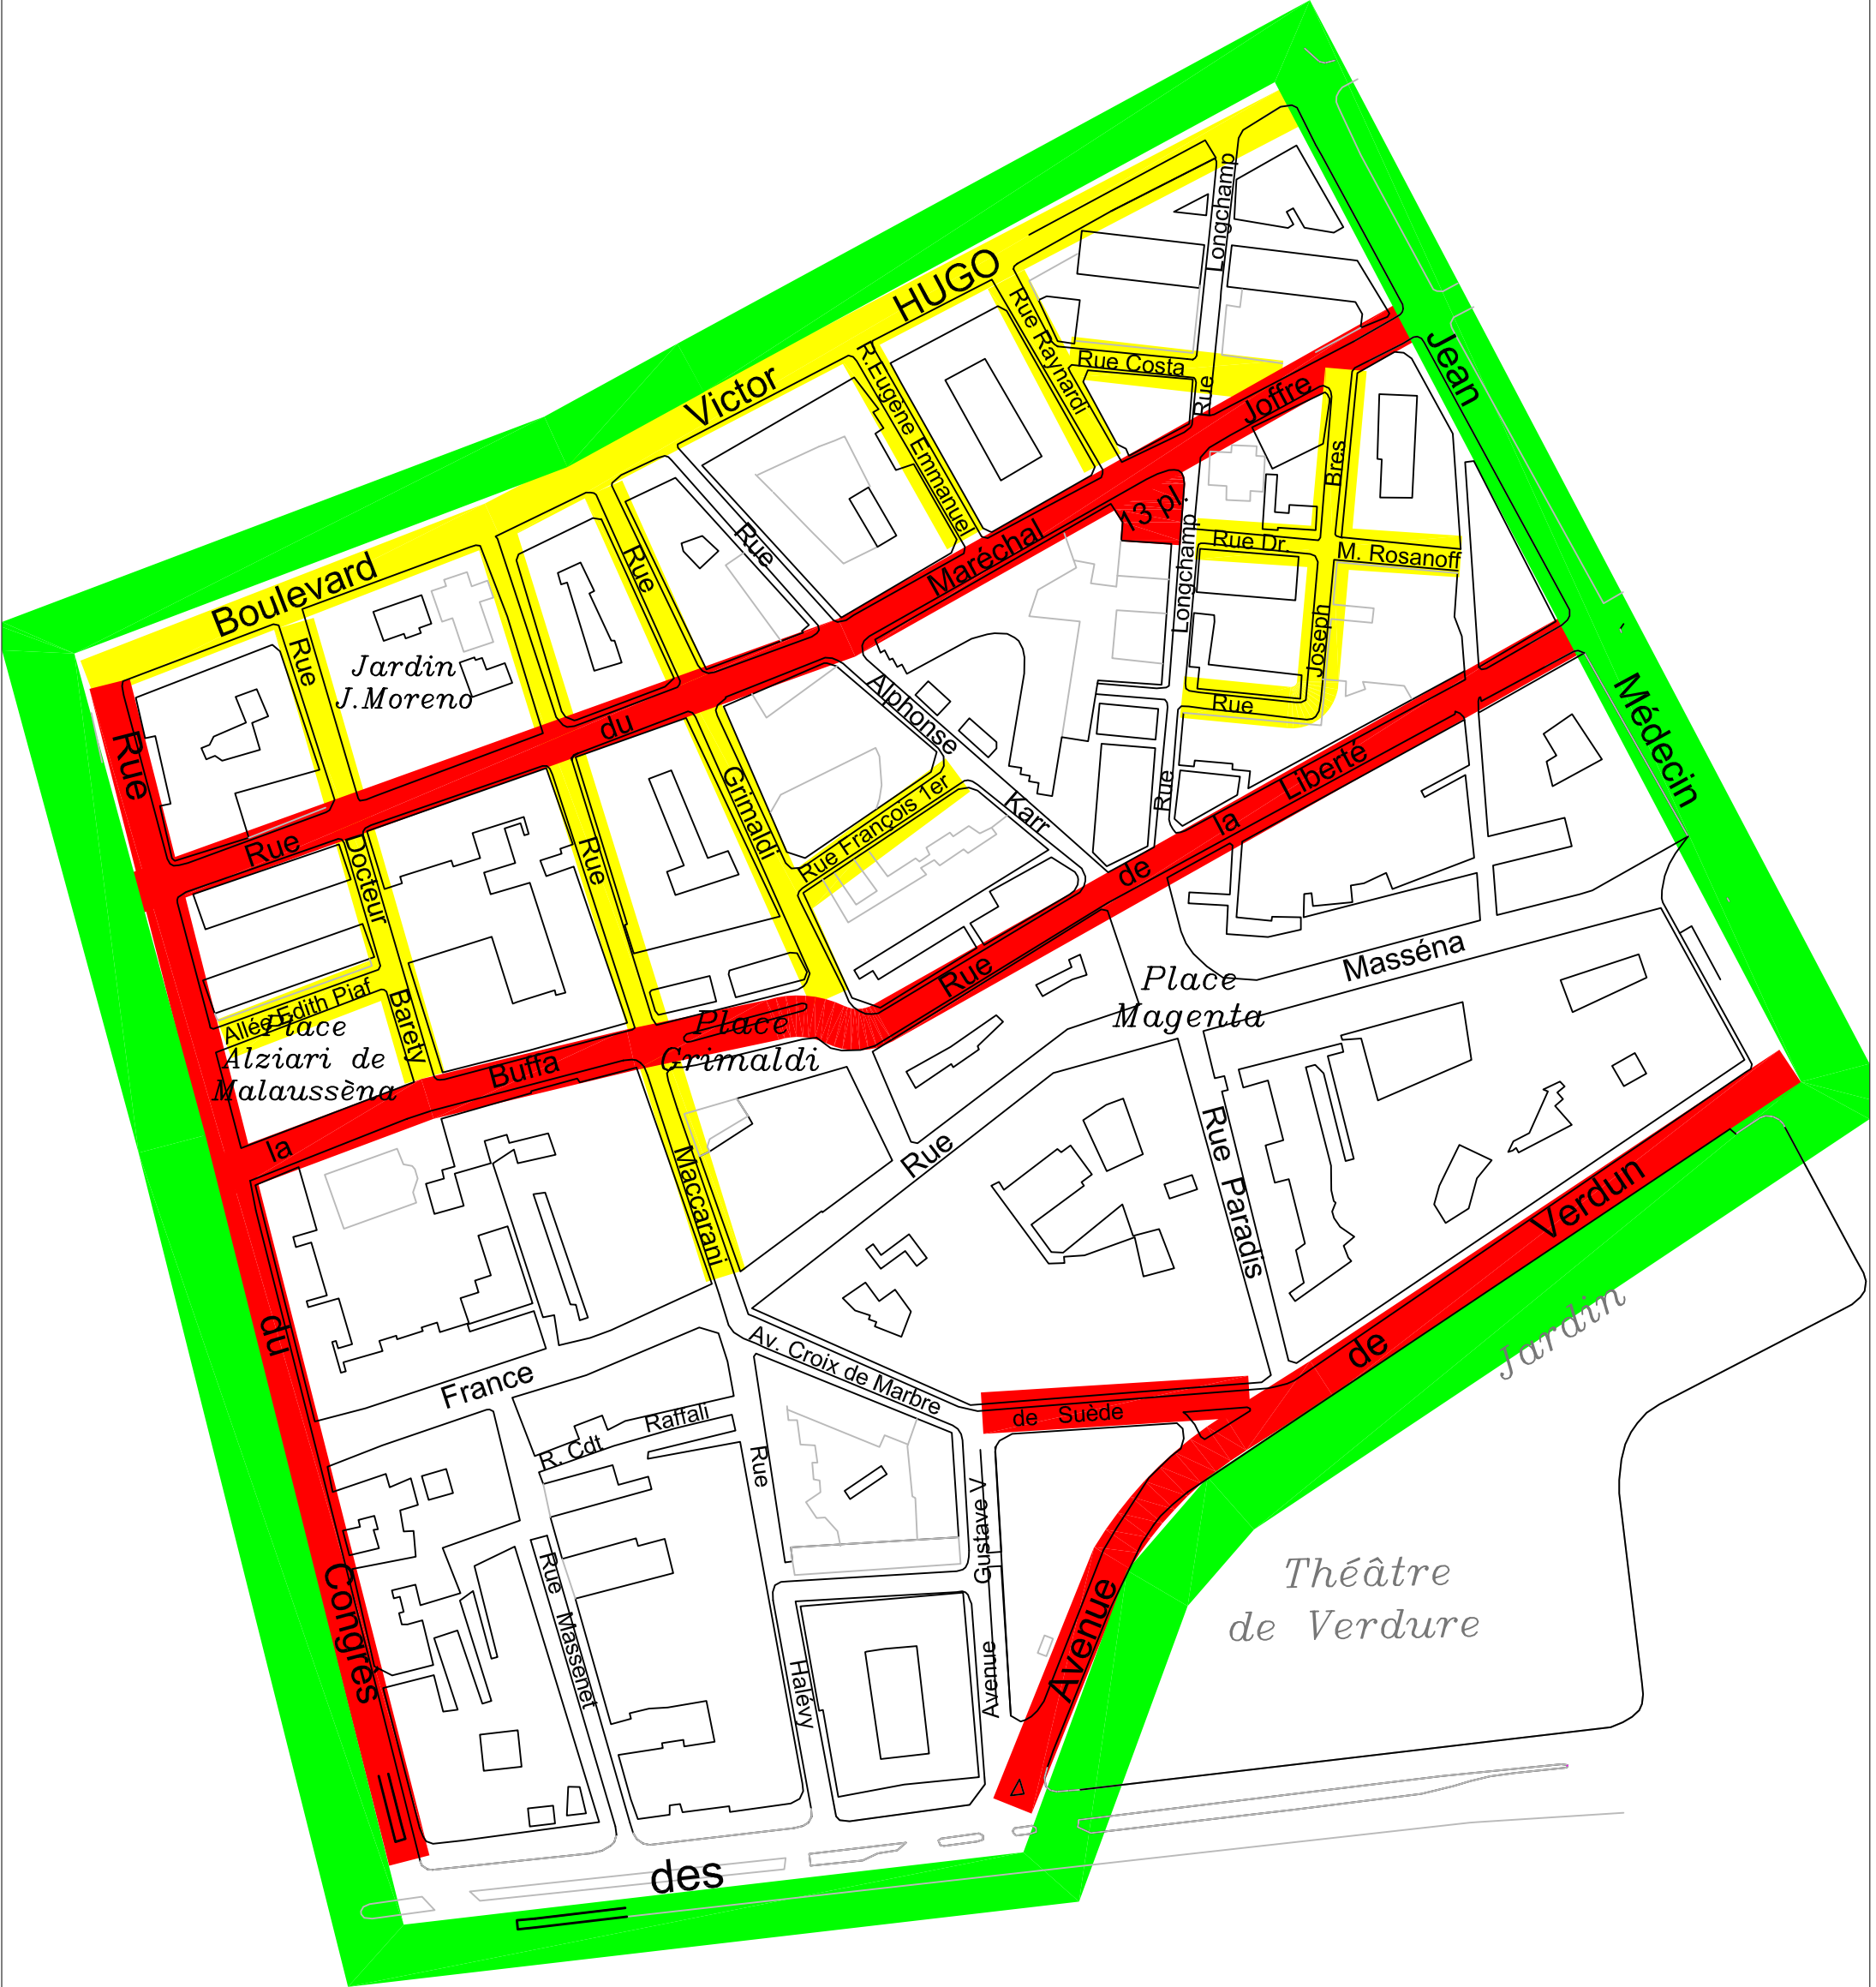 Boulevard
Victor
HUGO
Longchamp
Rue
Jean
Médecin
Rue Raynardi
Rue Costa
R.Eugène Emmanuel
Rue
du
Maréchal
Joffre
13 pl.
Bres
Rue Dr.
M. Rosanoff
Longchamp
Joseph
Rue
Rue
Rue
Rue
Rue
Jardin
J.Moreno
Rue
Alphonse
Karr
Docteur
Barety
Rue
Grimaldi
Rue François 1er
Rue
de
la
Liberté
Allée Edith Piaf
Place
Alziari de
Malaussèna
Place
Grimaldi
Place
Magenta
Masséna
Rue
la
Buffa
Maccarani
Rue Paradis
du
Congrès
France
R. Cdt
Raffali
Av. Croix de Marbre
de Suède
Avenue
de
Verdun
Jardin
Théâtre
de Verdure
Rue
Halévy
Rue Massenet
Avenue
Gustave V
des